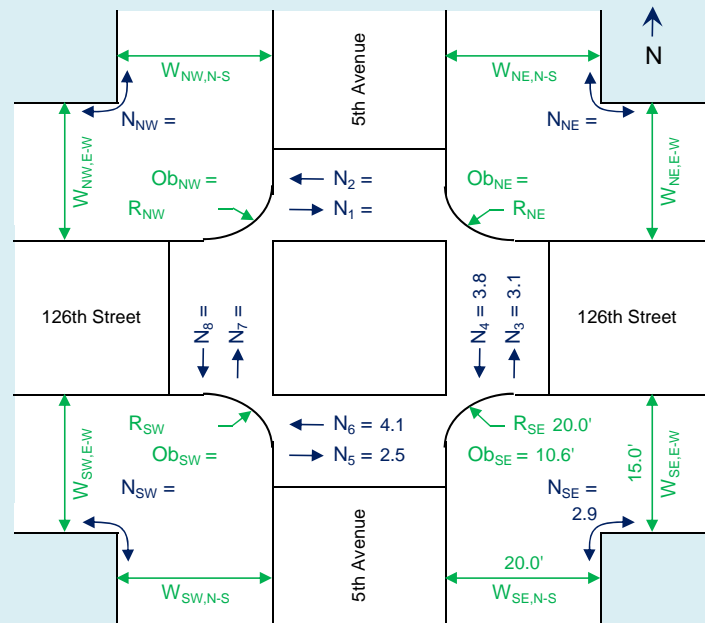 N
W_NW,N-S
5th Avenue
W_NE,N-S
N_NW =
N_NE =
W_NW,E-W
W_NE,E-W
Ob_NW =
N_2 =
Ob_NE =
R_NW
N_1 =
R_NE
126th Street
N_8 =
N_7 =
N_4 = 3.8
N_3 = 3.1
126th Street
R_SW
N_6 = 4.1
R_SE 20.0'
Ob_SW =
N_5 = 2.5
Ob_SE = 10.6'
W_SW,E-W
15.0'
W_SE,E-W
N_SW =
N_SE =
2.9
5th Avenue
20.0'
W_SW,N-S
W_SE,N-S